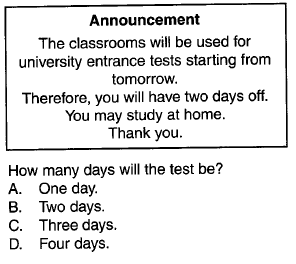 Announcement
The classrooms will be used for
university entrance tests starting from
tomorrow.
Therefore, you will have two days off.
You may study at home.
Thank you.
How many days will the test be?
A. One day.
B. Two days.
C. Three days.
D. Four days.